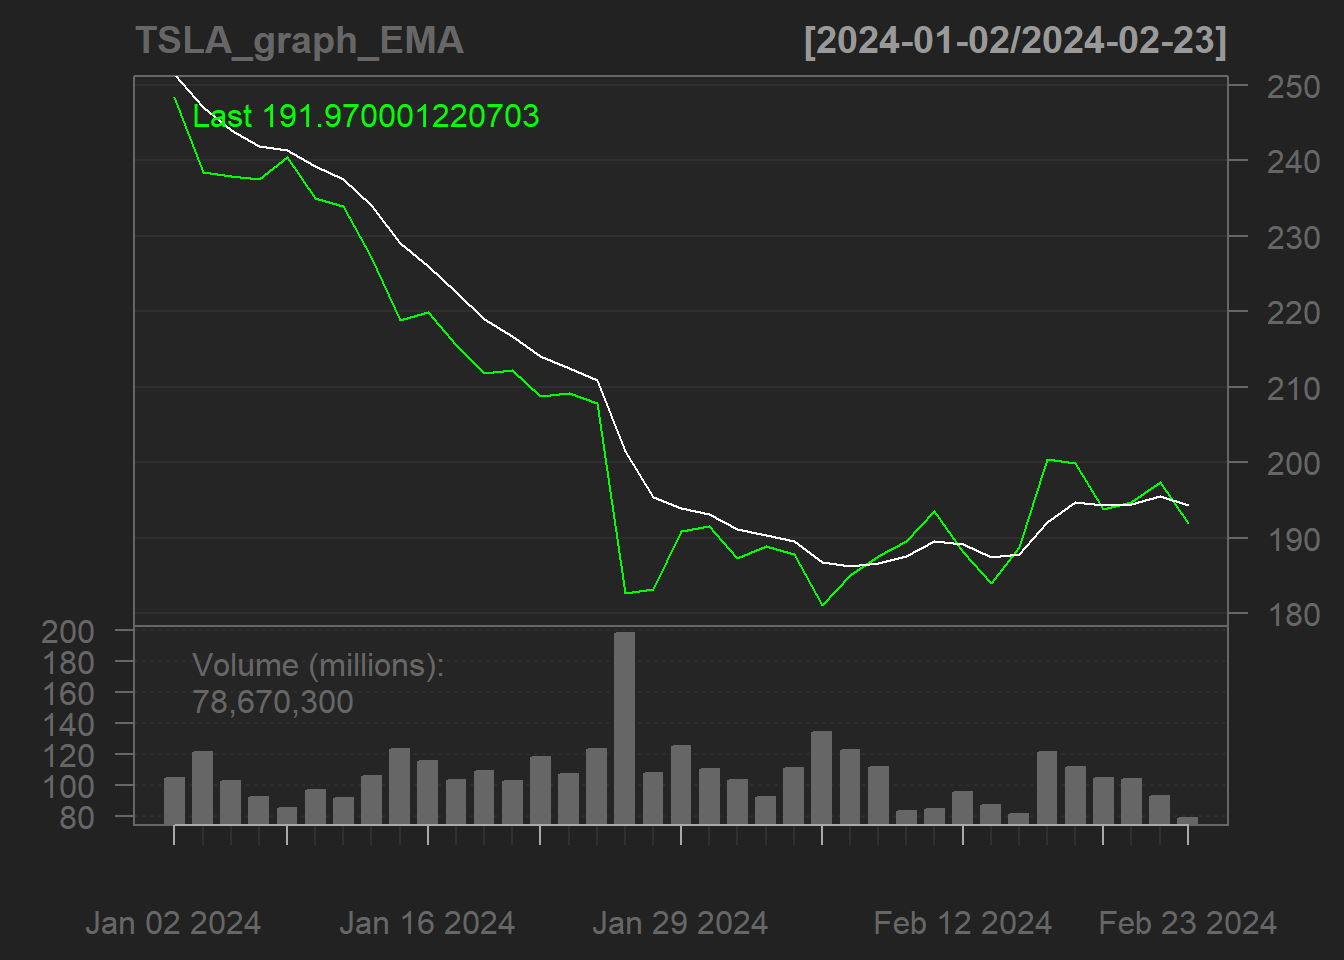 TSLA_graph_EMA
[2024-01-02/2024-02-23]
Last 191.970001220703
250
240
230
220
210
200
190
180
Volume (millions):
78,670,300
200
180
160
140
120
100
80
Jan 02 2024
Jan 16 2024
Jan 29 2024
Feb 12 2024
Feb 23 2024